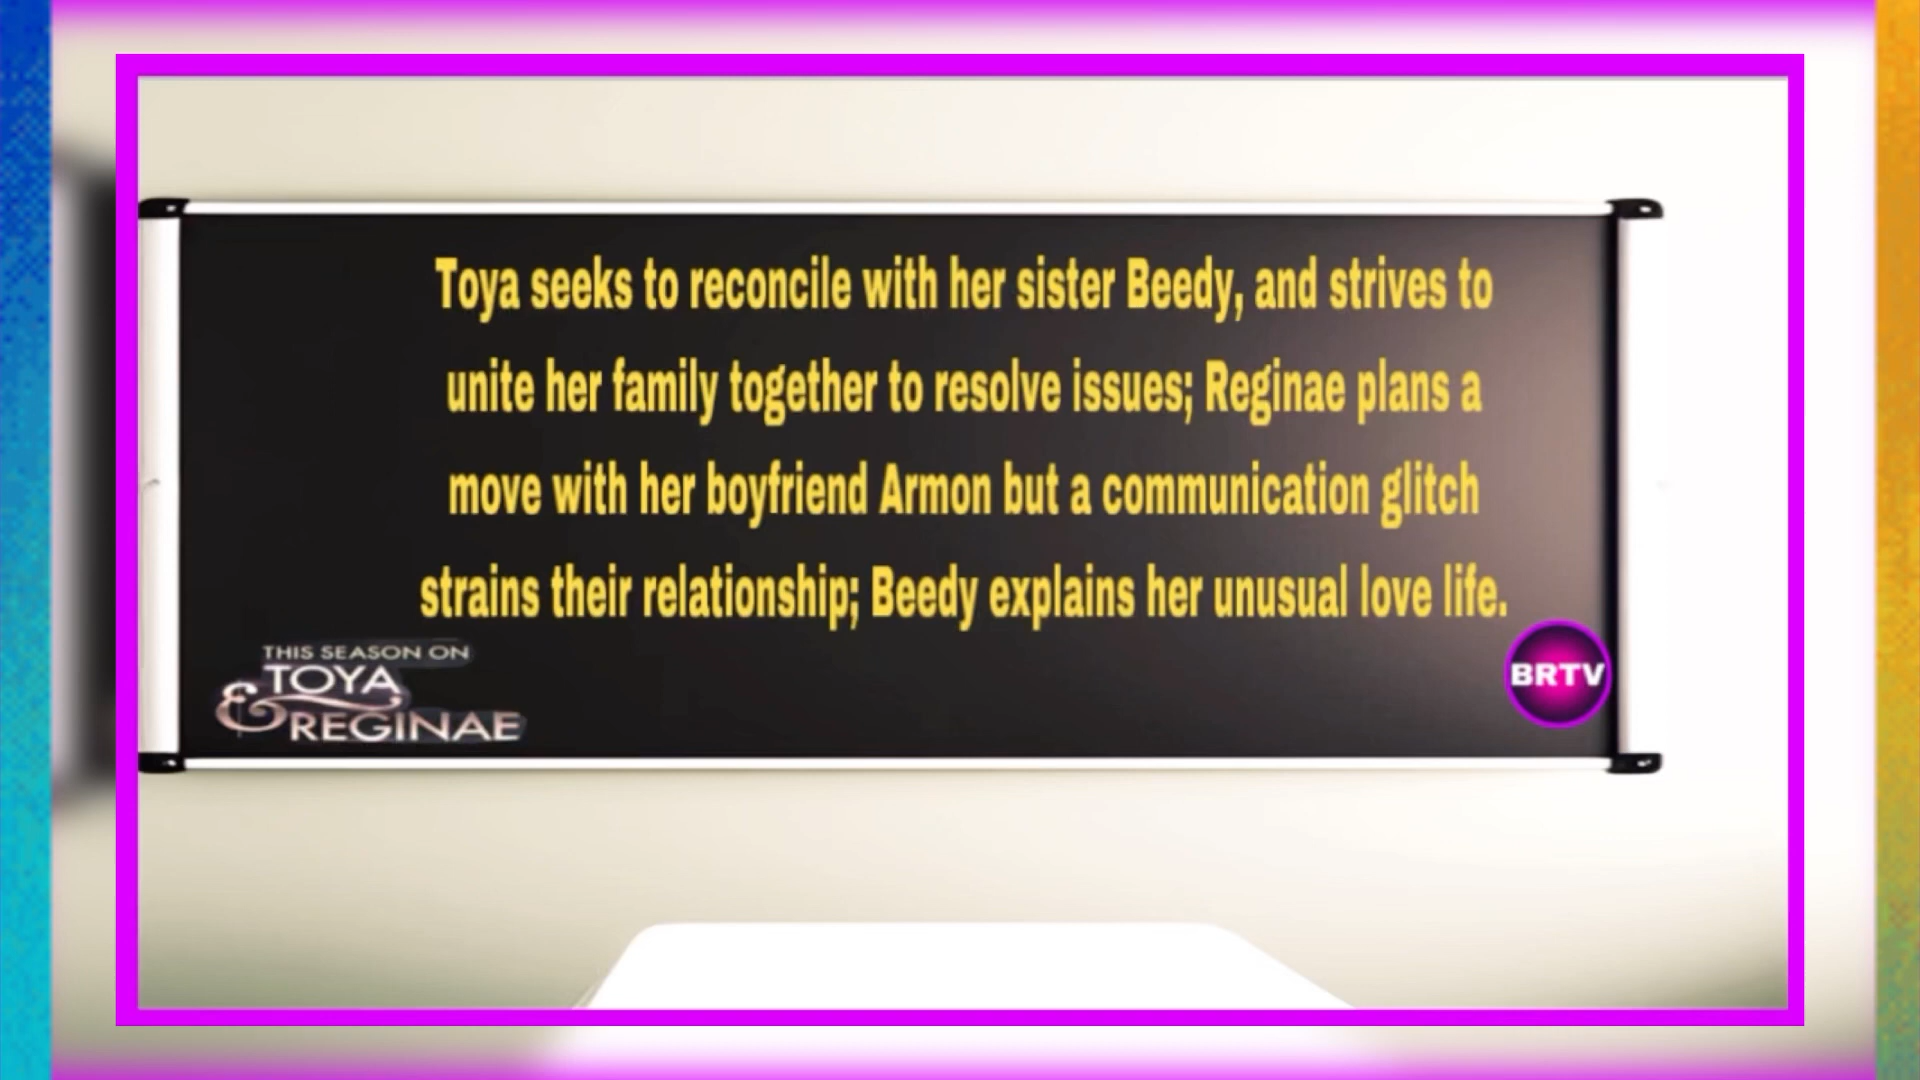 Toya seeks to reconcile with her sister Beedy, and strives to
unite her family together to resolve issues; Reginae plans a
move with her boyfriend Armon but a communication glitch
strains their relationship; Beedy explains her unusual love life.
THIS SEASON ON
TOYA
& REGINAE
BRTV